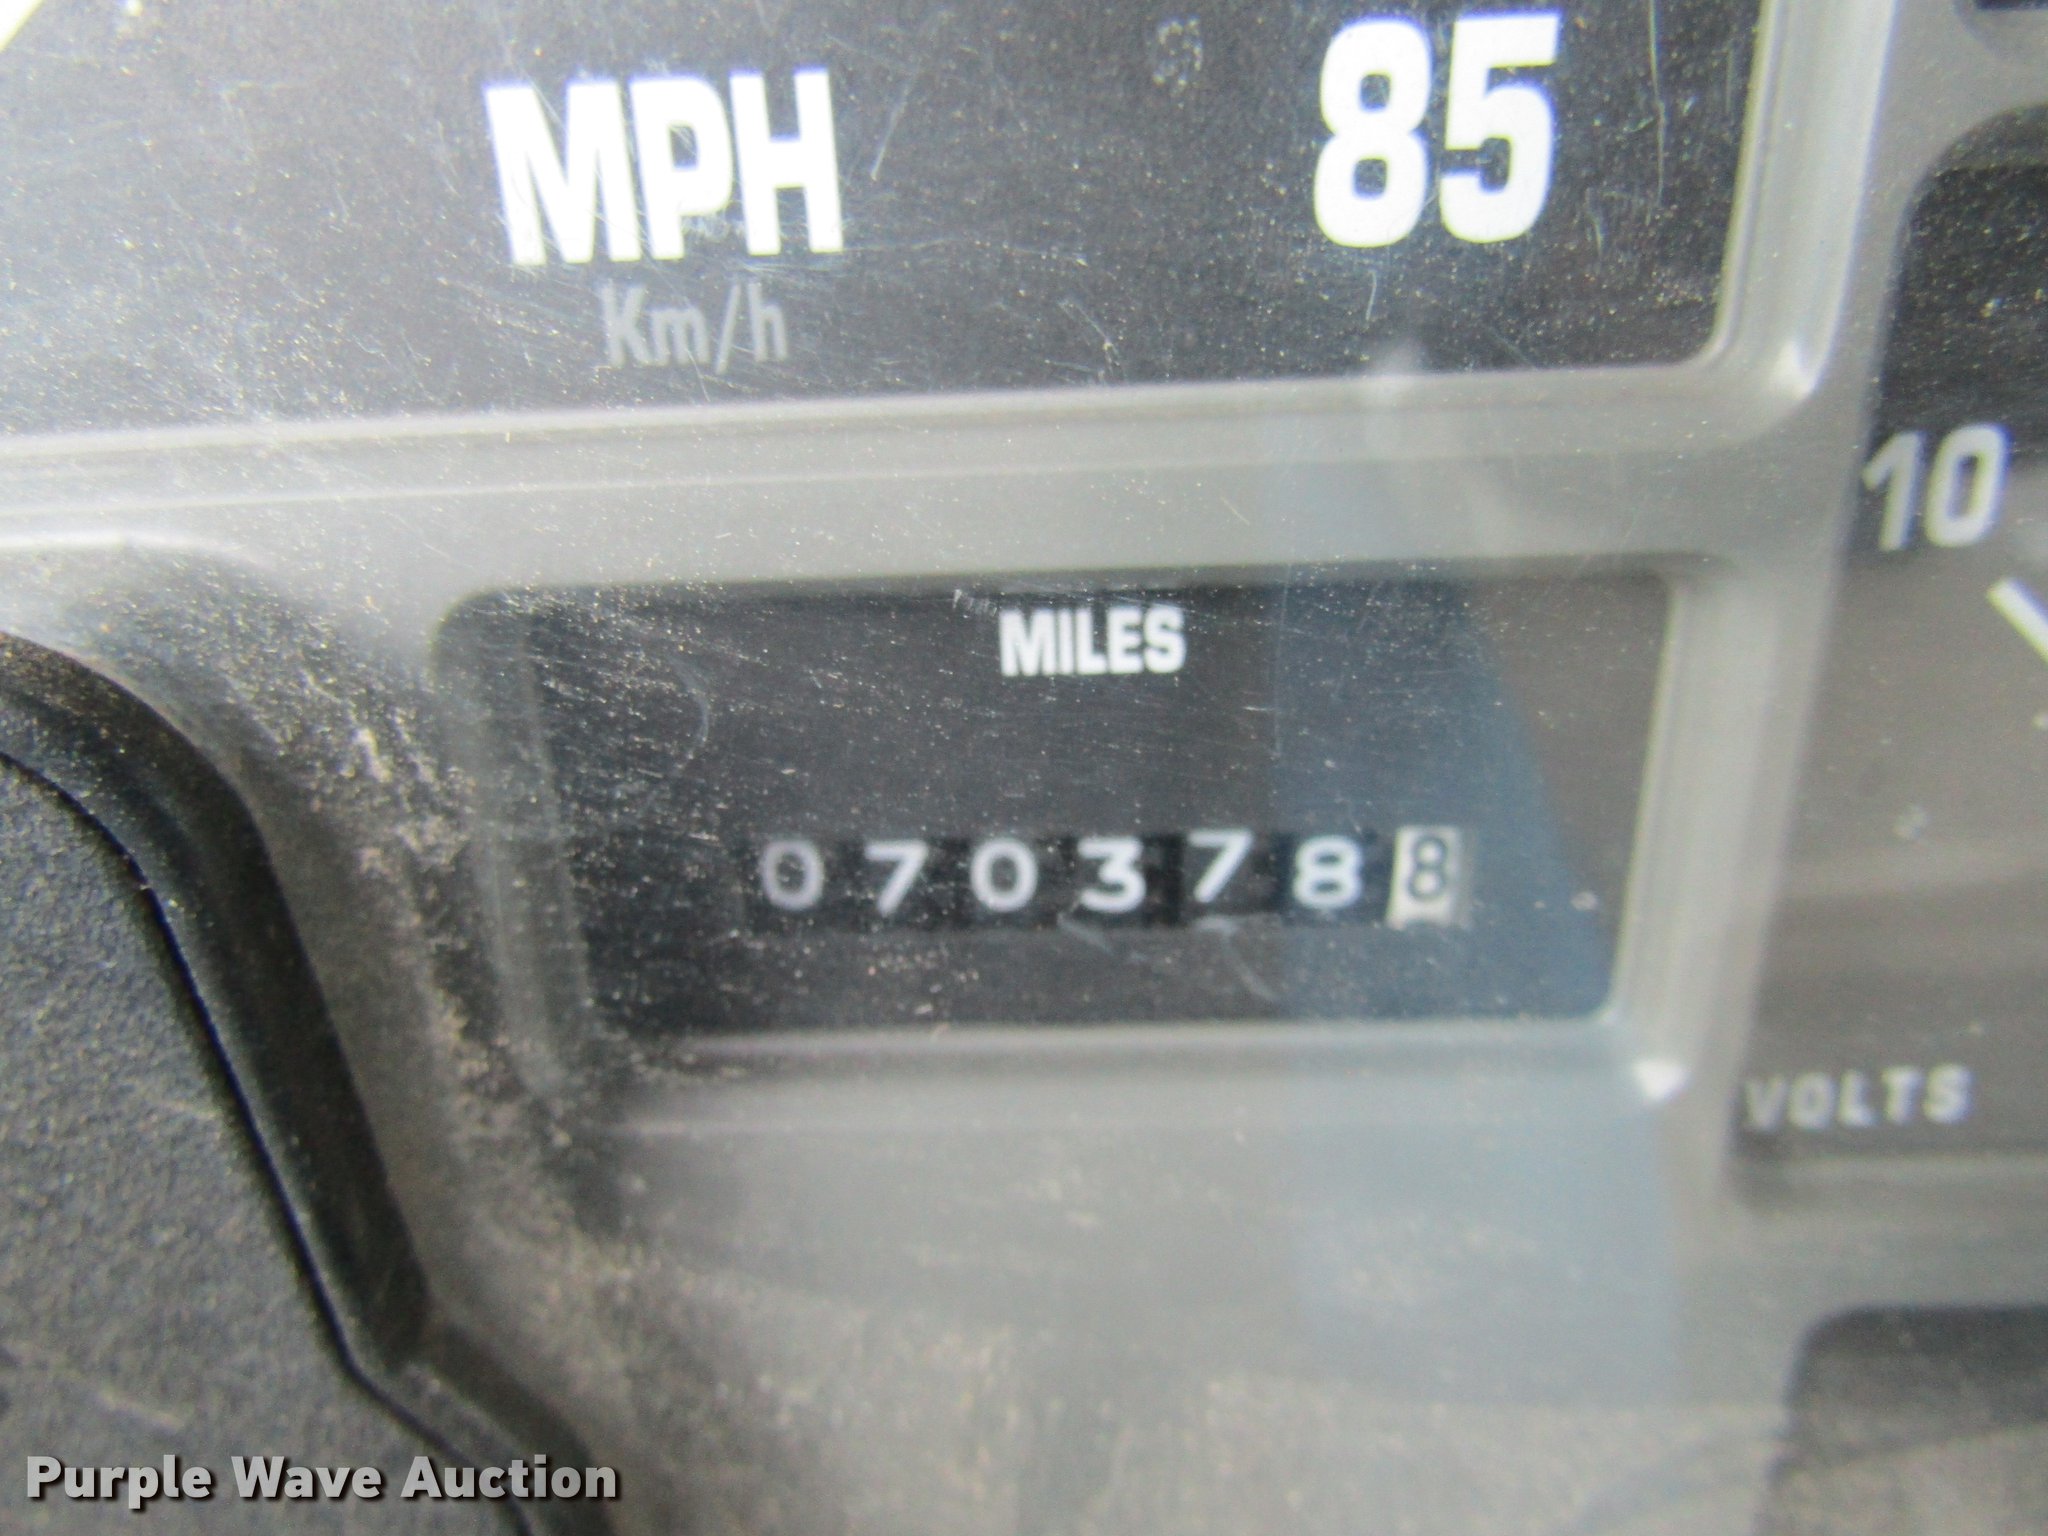 MPH 85
Km/h
10
MILES
0703788
VOLTS
Purple Wave Auction